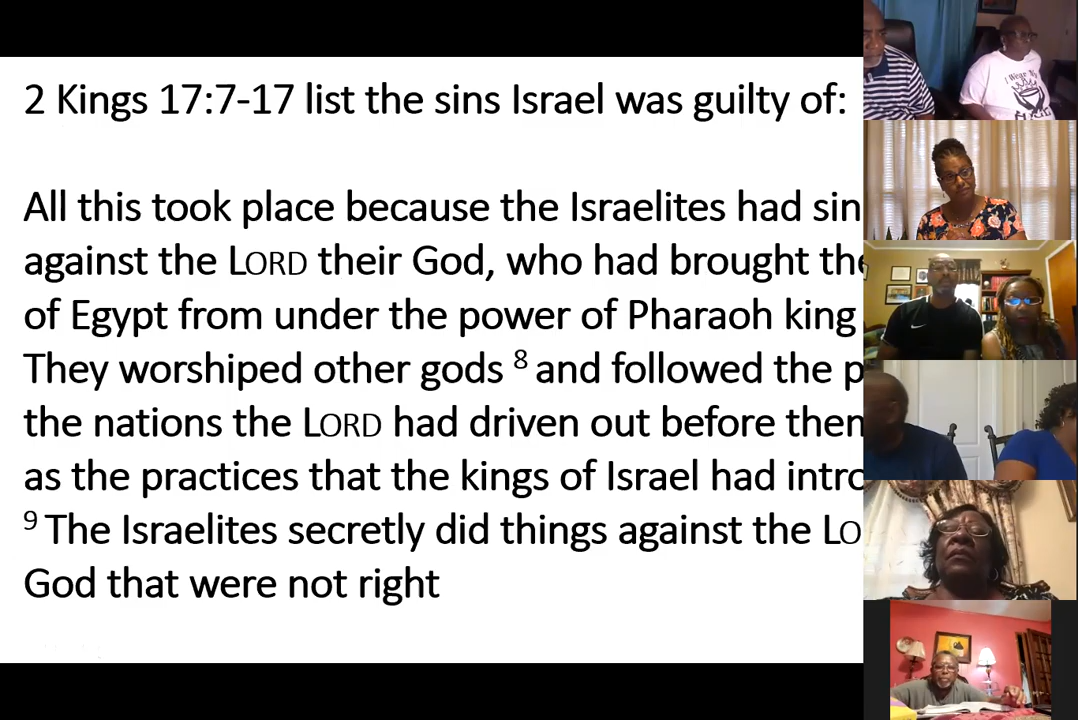 2 Kings 17:7-17 list the sins Israel was guilty of:
All this took place because the Israelites had sin
against the LORD their God, who had brought the
of Egypt from under the power of Pharaoh king
They worshiped other gods 8 and followed the p
the nations the LORD had driven out before them
as the practices that the kings of Israel had intro
9 The Israelites secretly did things against the LO
God that were not right
I Wear My